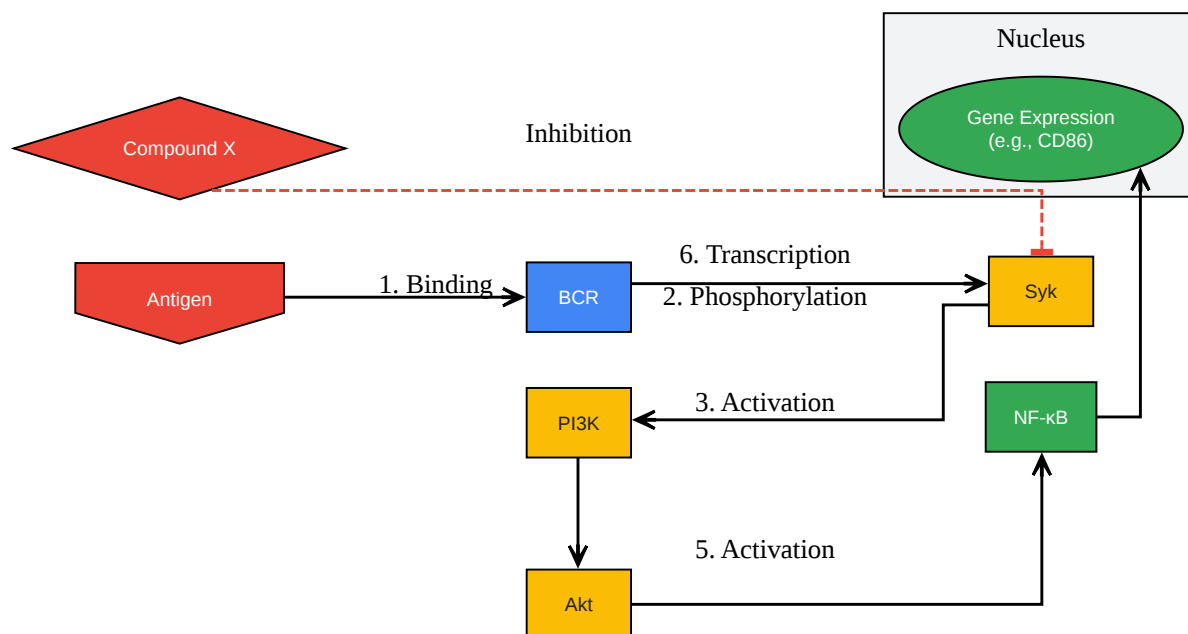 Nucleus
Gene Expression
(e.g., CD86)
Compound X
Inhibition
6. Transcription
1. Binding
2. Phosphorylation
Antigen
BCR
Syk
3. Activation
PI3K
NF-κB
5. Activation
Akt